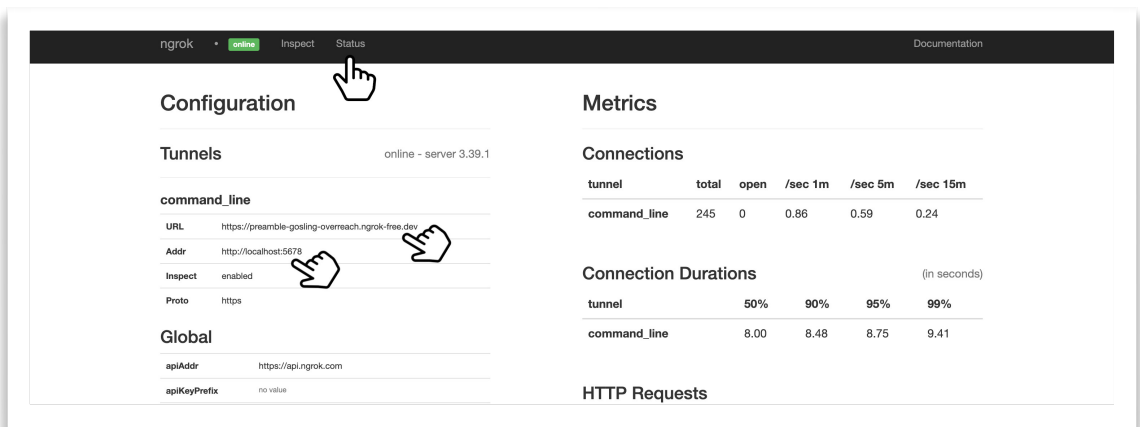 ngrok • online Inspect Status Documentation
Configuration
Tunnels online - server 3.39.1
command_line
URL https://preamble-gosling-overreach.ngrok-free.dev
Addr http://localhost:5678
Inspect enabled
Proto https
Global
apiAddr https://api.ngrok.com
apiKeyPrefix no value
Metrics
Connections
tunnel total open /sec 1m /sec 5m /sec 15m
command_line 245 0 0.86 0.59 0.24
Connection Durations (in seconds)
tunnel 50% 90% 95% 99%
command_line 8.00 8.48 8.75 9.41
HTTP Requests